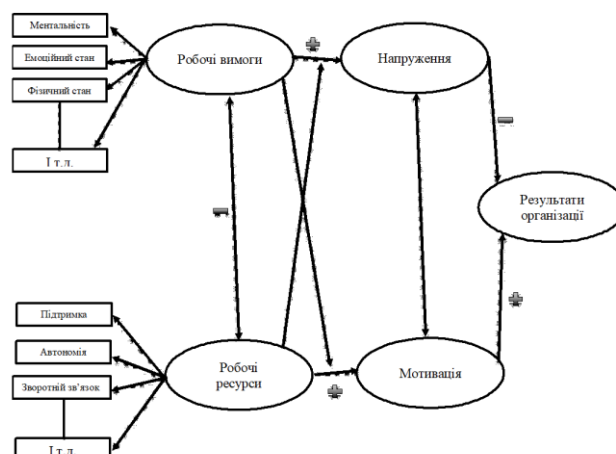 Ментальність
Емоційний стан
Фізичний стан
І т.л.
Робочі вимоги
Напруження
Результати
організації
Підтримка
Автономія
Зворотній зв'язок
І т.л.
Робочі
ресурси
Мотивація